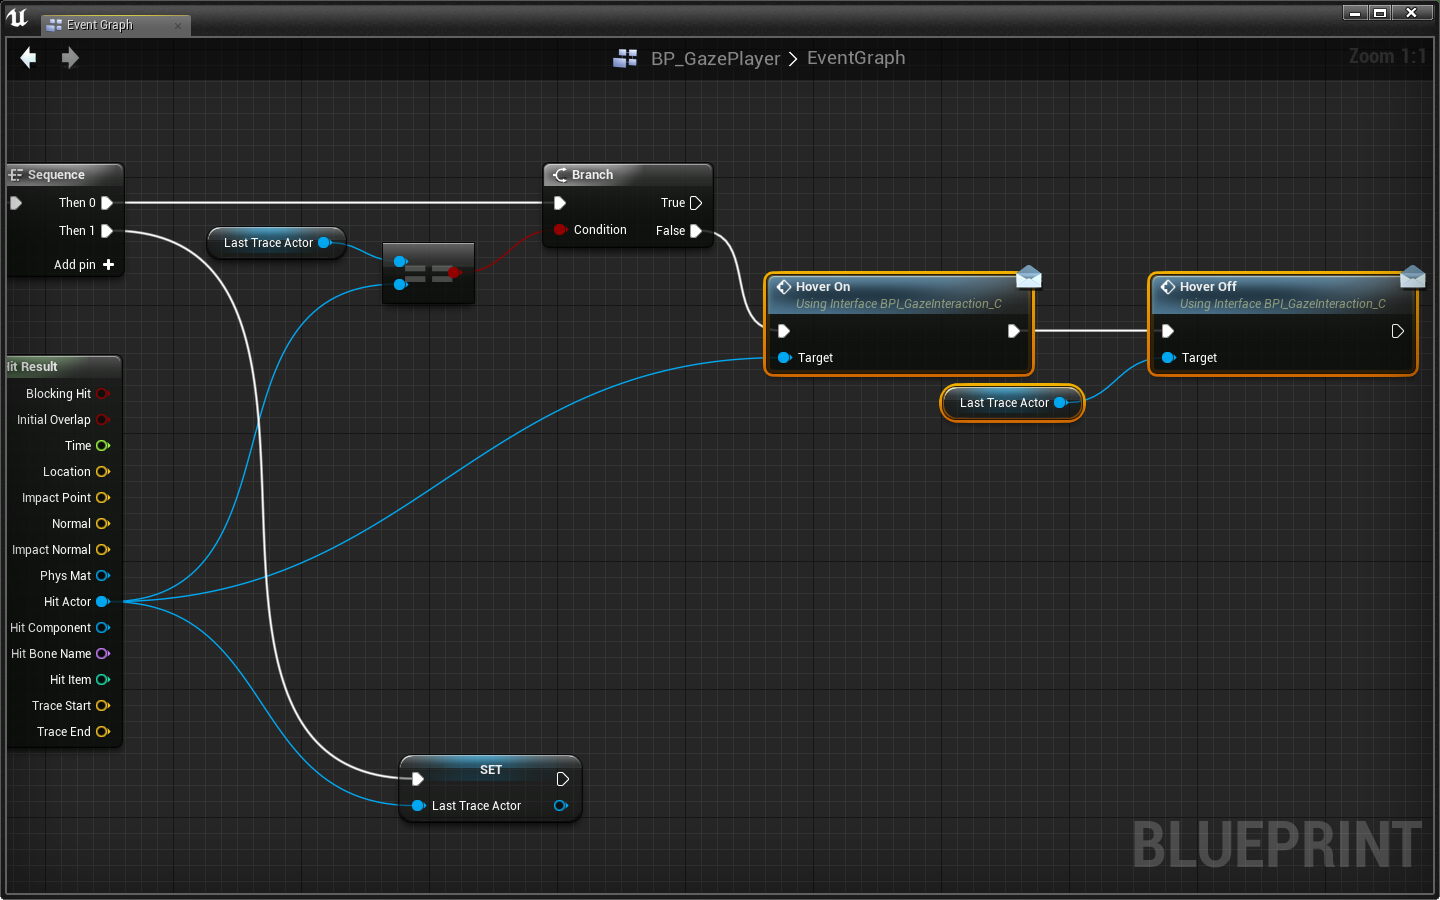 Event Graph
BP_GazePlayer > EventGraph
Zoom 1:1
Sequence
Then 0
Then 1
Add pin
Last Trace Actor
==
Branch
True
Condition
False
Hover On
Using Interface BPI_GazeInteraction_C
Target
Hover Off
Using Interface BPI_GazeInteraction_C
Target
Last Trace Actor
Hit Result
Blocking Hit
Initial Overlap
Time
Location
Impact Point
Normal
Impact Normal
Phys Mat
Hit Actor
Hit Component
Hit Bone Name
Hit Item
Trace Start
Trace End
SET
Last Trace Actor
BLUEPRINT